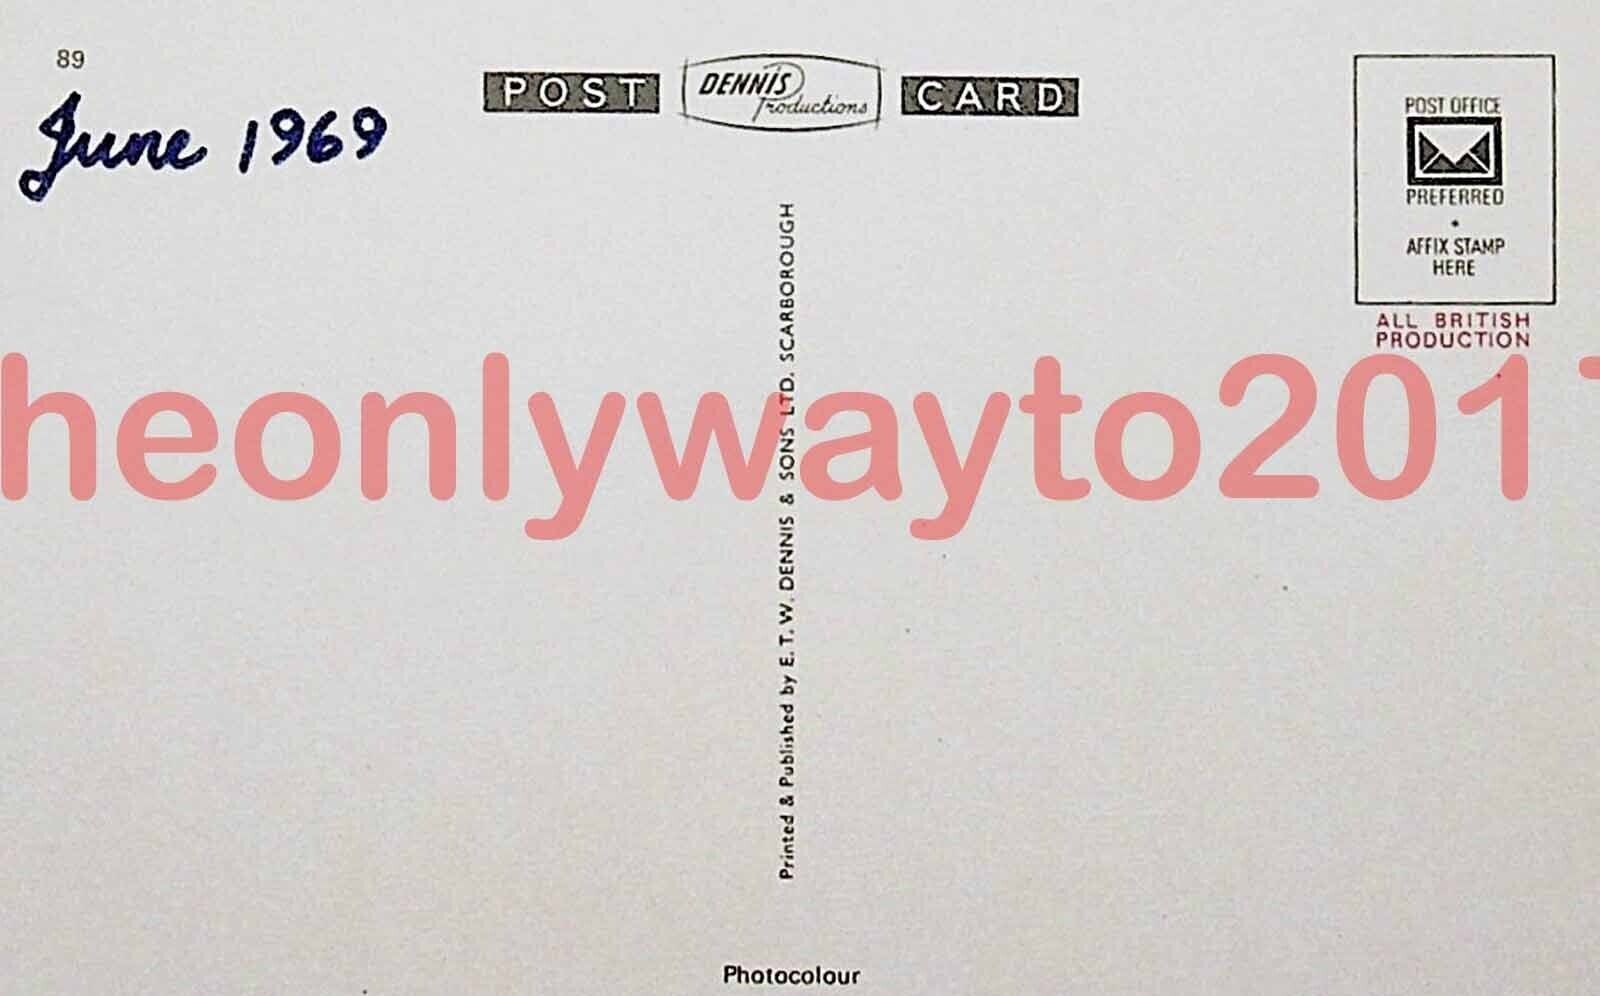 89
June 1969
POST DENNIS Productions CARD
POST OFFICE
PREFERRED
AFFIX STAMP
HERE
ALL BRITISH
PRODUCTION
Printed & Published by E. T. W. DENNIS & SONS LTD. SCARBOROUGH
heonlywayto201
Photocolour